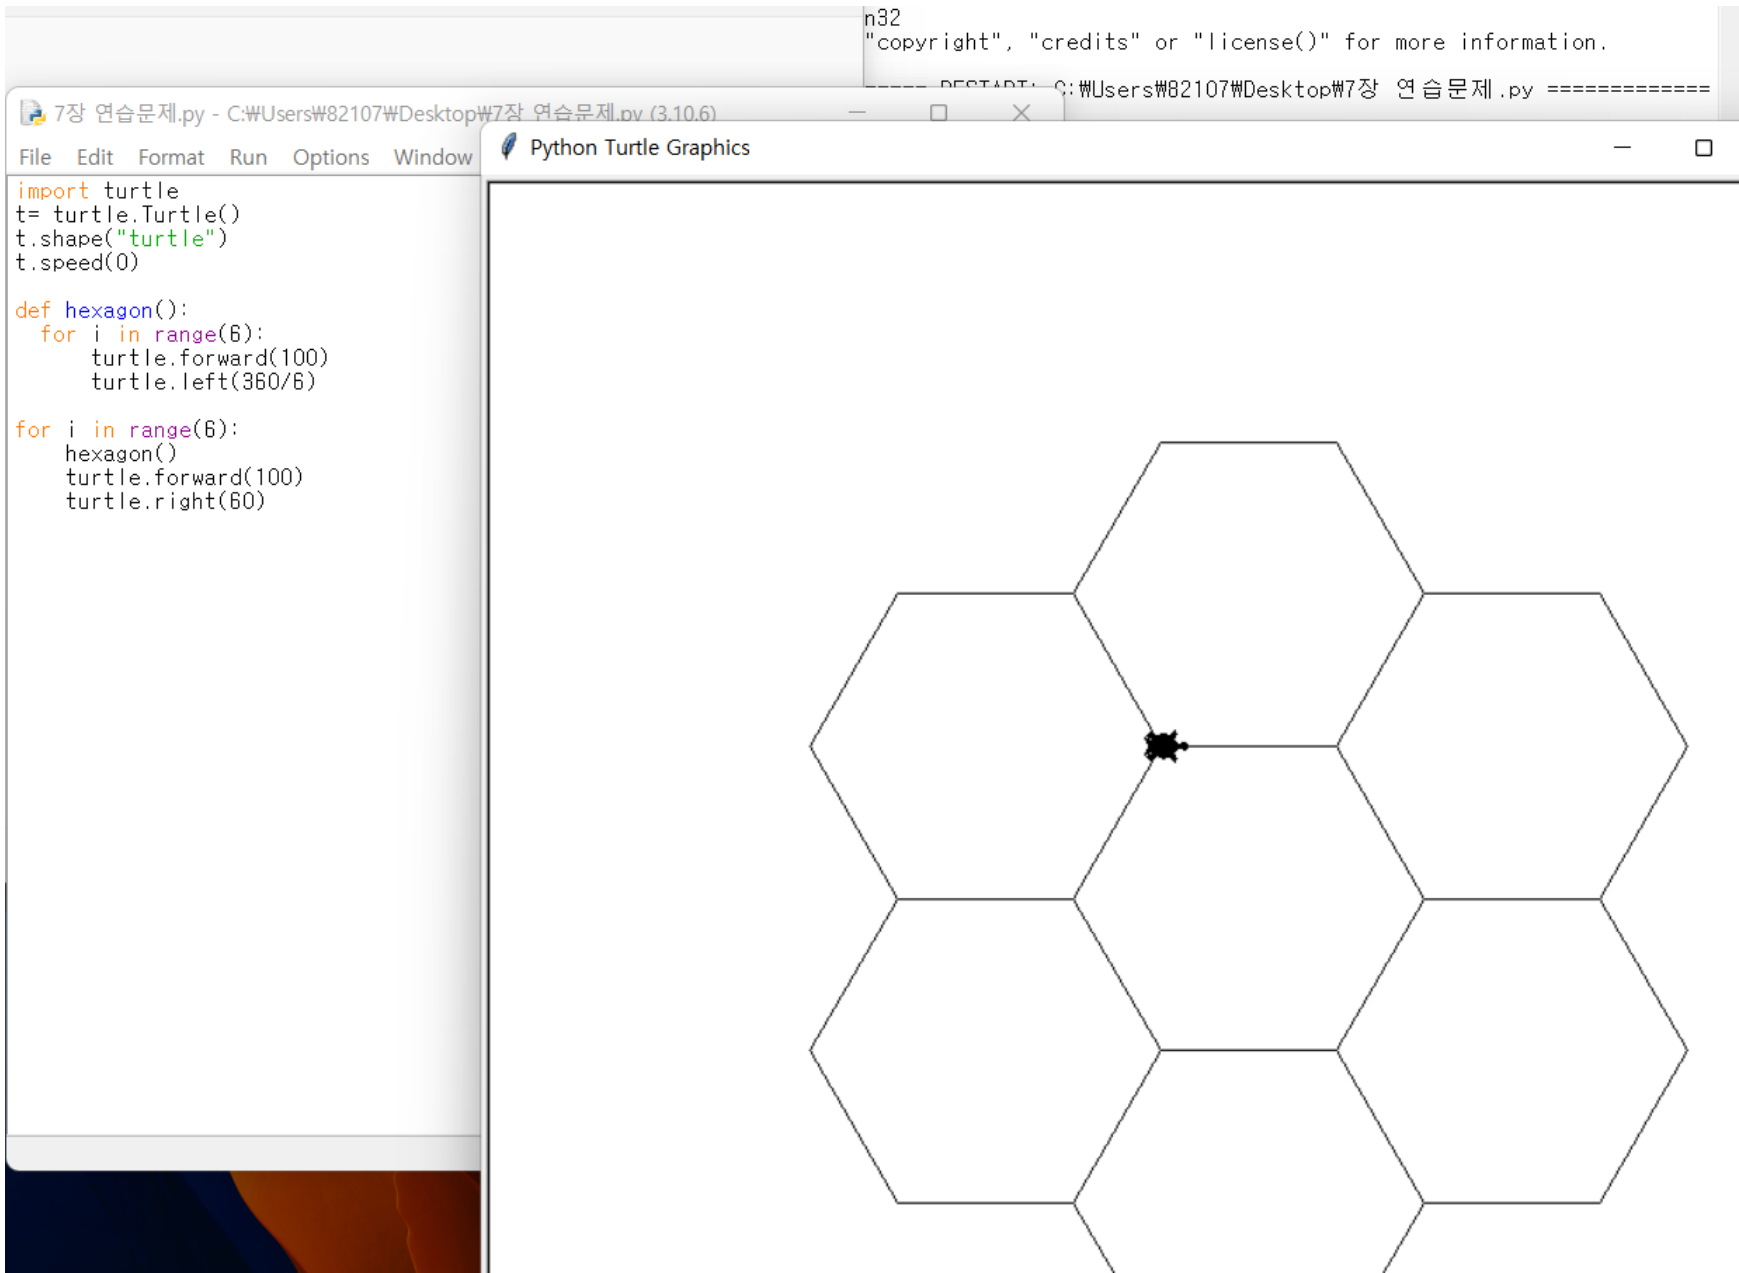 n32
"copyright", "credits" or "license()" for more information.
===== RESTART: C:₩Users₩82107₩Desktop₩7장 연습문제.py =============
7장 연습문제.py - C:₩Users₩82107₩Desktop₩7장 연습문제.py (3.10.6)
File Edit Format Run Options Window
Python Turtle Graphics
import turtle
t= turtle.Turtle()
t.shape("turtle")
t.speed(0)
def hexagon():
for i in range(6):
turtle.forward(100)
turtle.left(360/6)
for i in range(6):
hexagon()
turtle.forward(100)
turtle.right(60)